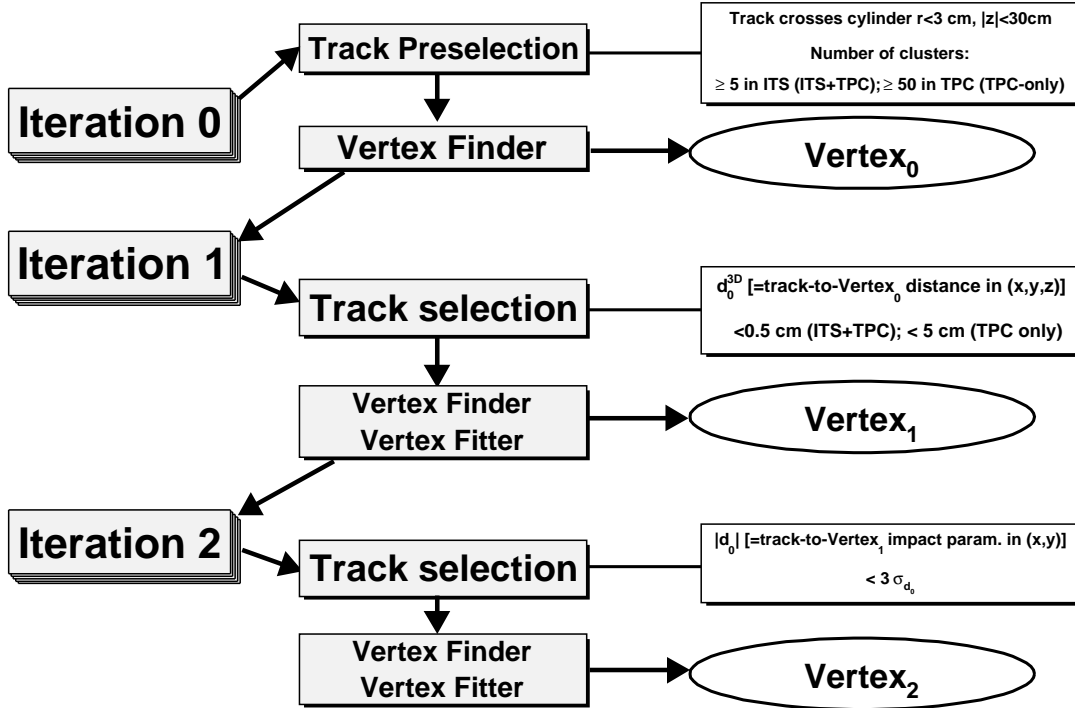 Track Preselection
Track crosses cylinder r<3 cm, |z|<30cm
Number of clusters:
≥ 5 in ITS (ITS+TPC); ≥ 50 in TPC (TPC-only)
Iteration 0
Vertex Finder
Vertex₀
Iteration 1
Track selection
d₀³ᴰ [=track-to-Vertex₀ distance in (x,y,z)]
<0.5 cm (ITS+TPC); < 5 cm (TPC only)
Vertex Finder
Vertex Fitter
Vertex₁
Iteration 2
Track selection
|d₀| [=track-to-Vertex₁ impact param. in (x,y)]
< 3 σ_d₀
Vertex Finder
Vertex Fitter
Vertex₂